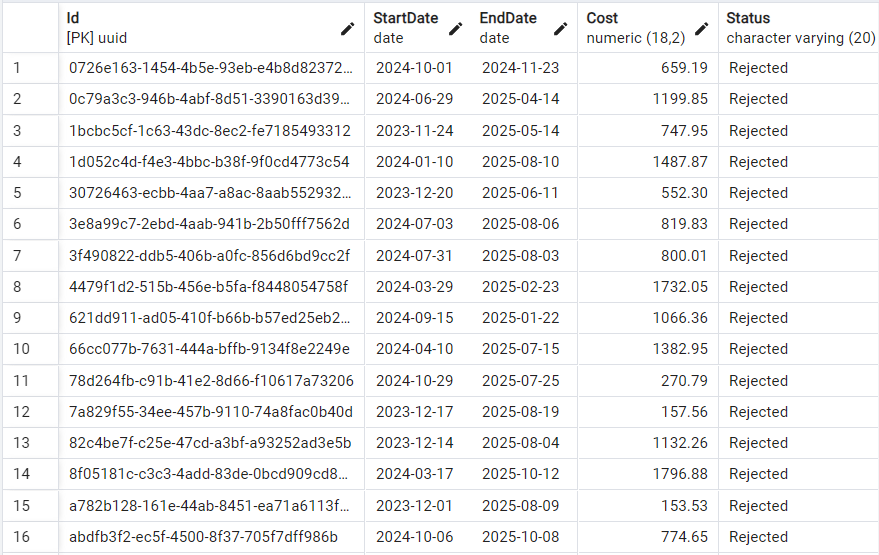 Id StartDate EndDate Cost Status
[PK] uuid date date numeric (18,2) character varying (20)
1 0726e163-1454-4b5e-93eb-e4b8d82372... 2024-10-01 2024-11-23 659.19 Rejected
2 0c79a3c3-946b-4abf-8d51-3390163d39... 2024-06-29 2025-04-14 1199.85 Rejected
3 1bcbc5cf-1c63-43dc-8ec2-fe7185493312 2023-11-24 2025-05-14 747.95 Rejected
4 1d052c4d-f4e3-4bbc-b38f-9f0cd4773c54 2024-01-10 2025-08-10 1487.87 Rejected
5 30726463-ecbb-4aa7-a8ac-8aab552932... 2023-12-20 2025-06-11 552.30 Rejected
6 3e8a99c7-2ebd-4aab-941b-2b50fff7562d 2024-07-03 2025-08-06 819.83 Rejected
7 3f490822-ddb5-406b-a0fc-856d6bd9cc2f 2024-07-31 2025-08-03 800.01 Rejected
8 4479f1d2-515b-456e-b5fa-f8448054758f 2024-03-29 2025-02-23 1732.05 Rejected
9 621dd911-ad05-410f-b66b-b57ed25eb2... 2024-09-15 2025-01-22 1066.36 Rejected
10 66cc077b-7631-444a-bffb-9134f8e2249e 2024-04-10 2025-07-15 1382.95 Rejected
11 78d264fb-c91b-41e2-8d66-f10617a73206 2024-10-29 2025-07-25 270.79 Rejected
12 7a829f55-34ee-457b-9110-74a8fac0b40d 2023-12-17 2025-08-19 157.56 Rejected
13 82c4be7f-c25e-47cd-a3bf-a93252ad3e5b 2023-12-14 2025-08-04 1132.26 Rejected
14 8f05181c-c3c3-4add-83de-0bcd909cd8... 2024-03-17 2025-10-12 1796.88 Rejected
15 a782b128-161e-44ab-8451-ea71a6113f... 2023-12-01 2025-08-09 153.53 Rejected
16 abdfb3f2-ec5f-4500-8f37-705f7dff986b 2024-10-06 2025-10-08 774.65 Rejected